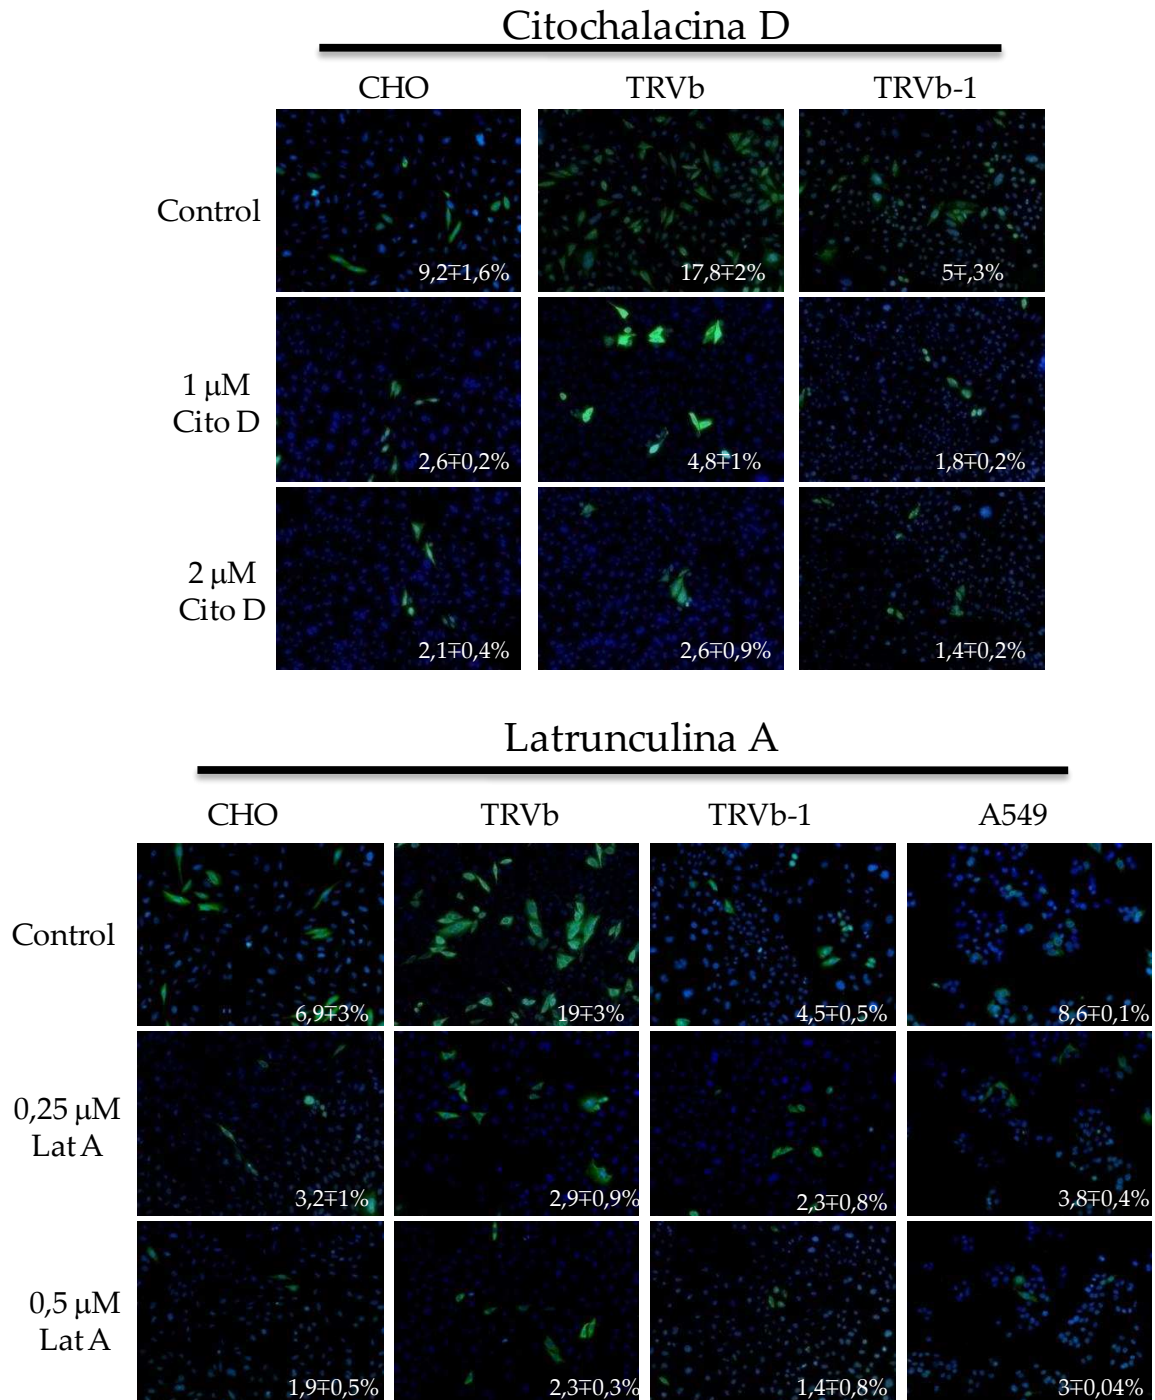 Citochalacina D
CHO TRVb TRVb-1
Control
9,2∓1,6% 17,8∓2% 5∓,3%
1 μM
Cito D
2,6∓0,2% 4,8∓1% 1,8∓0,2%
2 μM
Cito D
2,1∓0,4% 2,6∓0,9% 1,4∓0,2%
Latrunculina A
CHO TRVb TRVb-1 A549
Control
6,9∓3% 19∓3% 4,5∓0,5% 8,6∓0,1%
0,25 μM
Lat A
3,2∓1% 2,9∓0,9% 2,3∓0,8% 3,8∓0,4%
0,5 μM
Lat A
1,9∓0,5% 2,3∓0,3% 1,4∓0,8% 3∓0,04%